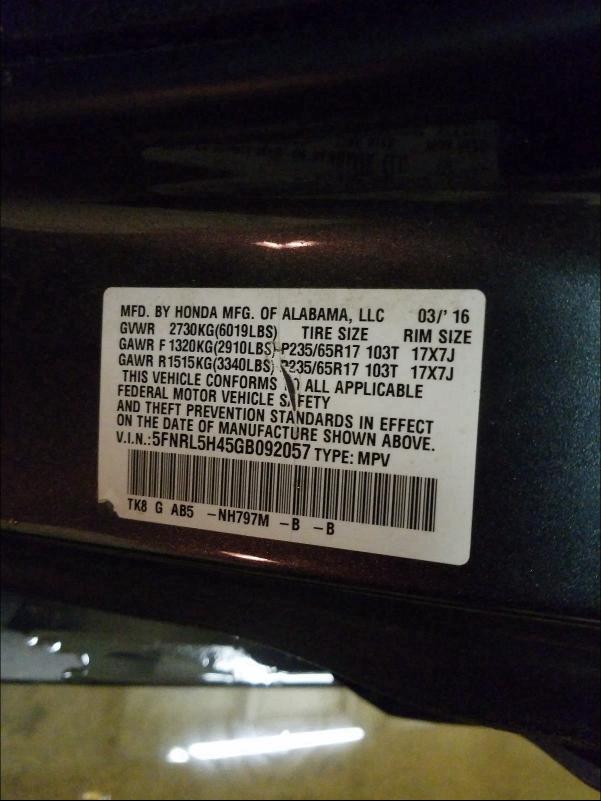 MFD. BY HONDA MFG. OF ALABAMA, LLC 03/' 16
GVWR 2730KG(6019LBS) TIRE SIZE RIM SIZE
GAWR F 1320KG(2910LBS) P235/65R17 103T 17X7J
GAWR R1515KG(3340LBS) P235/65R17 103T 17X7J
THIS VEHICLE CONFORMS TO ALL APPLICABLE
FEDERAL MOTOR VEHICLE SAFETY
AND THEFT PREVENTION STANDARDS IN EFFECT
ON THE DATE OF MANUFACTURE SHOWN ABOVE.
V.I.N.:5FNRL5H45GB092057 TYPE: MPV
TK8 G AB5 -NH797M -B -B